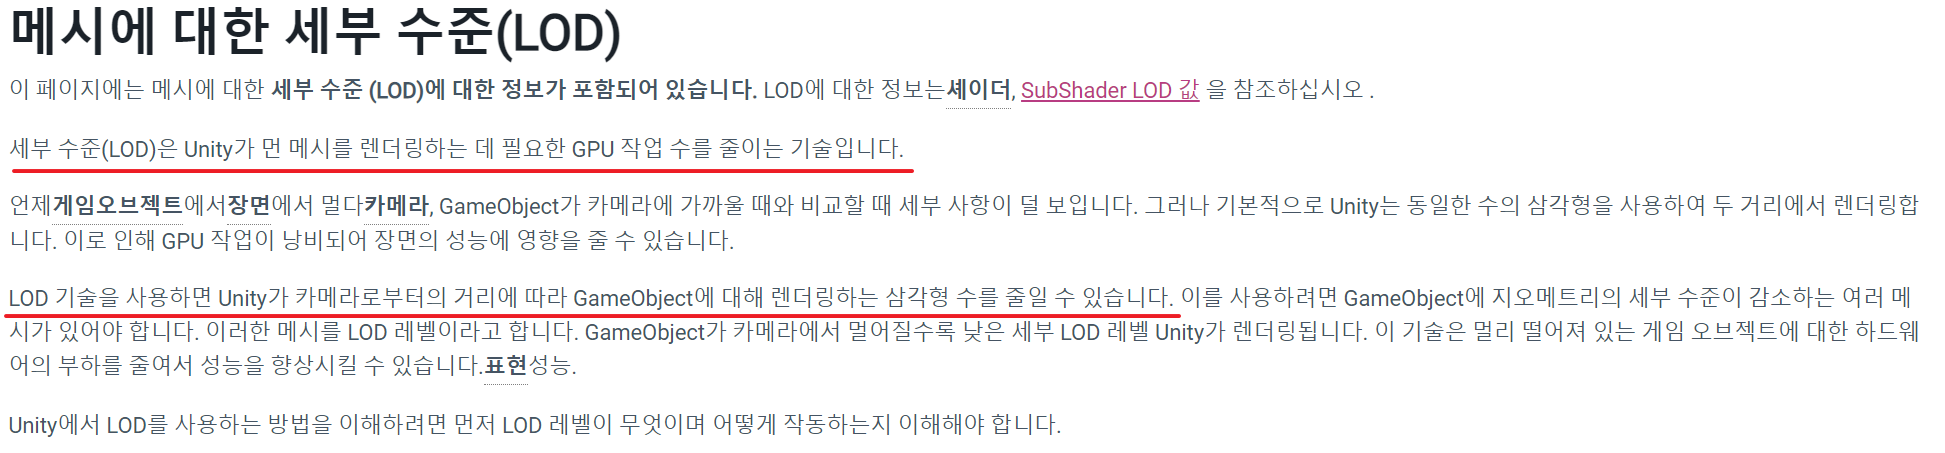 메시에 대한 세부 수준(LOD)
이 페이지에는 메시에 대한 세부 수준 (LOD)에 대한 정보가 포함되어 있습니다. LOD에 대한 정보는셰이더, SubShader LOD 값 을 참조하십시오 .
세부 수준(LOD)은 Unity가 먼 메시를 렌더링하는 데 필요한 GPU 작업 수를 줄이는 기술입니다.
언제게임오브젝트에서장면에서 멀다카메라, GameObject가 카메라에 가까울 때와 비교할 때 세부 사항이 덜 보입니다. 그러나 기본적으로 Unity는 동일한 수의 삼각형을 사용하여 두 거리에서 렌더링합
니다. 이로 인해 GPU 작업이 낭비되어 장면의 성능에 영향을 줄 수 있습니다.
LOD 기술을 사용하면 Unity가 카메라로부터의 거리에 따라 GameObject에 대해 렌더링하는 삼각형 수를 줄일 수 있습니다. 이를 사용하려면 GameObject에 지오메트리의 세부 수준이 감소하는 여러 메
시가 있어야 합니다. 이러한 메시를 LOD 레벨이라고 합니다. GameObject가 카메라에서 멀어질수록 낮은 세부 LOD 레벨 Unity가 렌더링됩니다. 이 기술은 멀리 떨어져 있는 게임 오브젝트에 대한 하드웨
어의 부하를 줄여서 성능을 향상시킬 수 있습니다.표현성능.
Unity에서 LOD를 사용하는 방법을 이해하려면 먼저 LOD 레벨이 무엇이며 어떻게 작동하는지 이해해야 합니다.